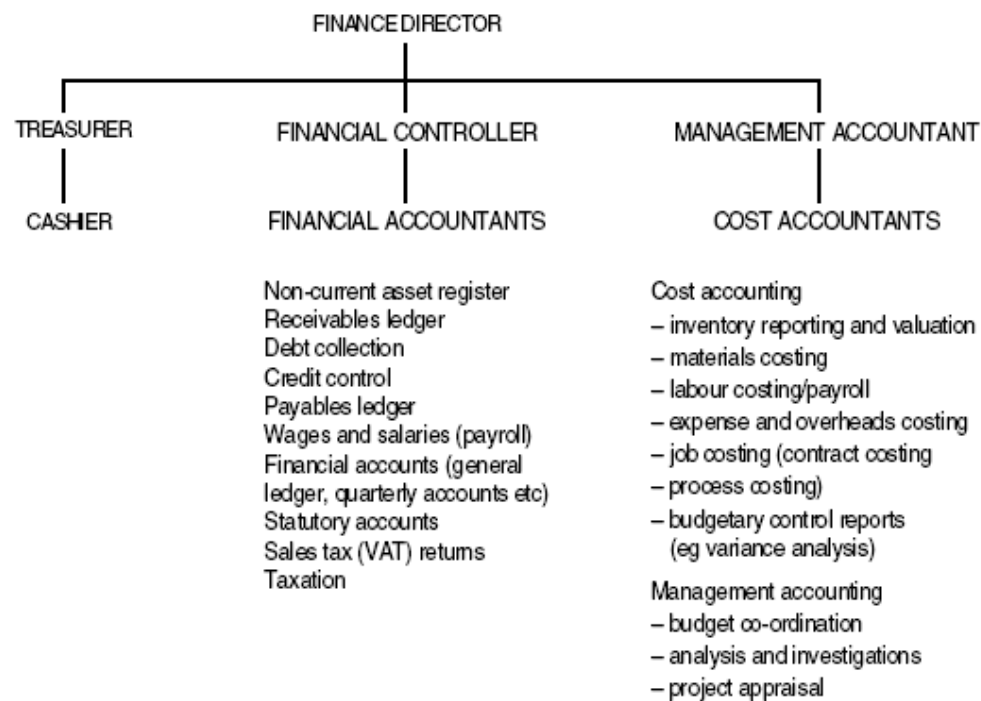 FINANCE DIRECTOR
TREASURER
FINANCIAL CONTROLLER
MANAGEMENT ACCOUNTANT
CASHIER
FINANCIAL ACCOUNTANTS
COST ACCOUNTANTS
Non-current asset register
Receivables ledger
Debt collection
Credit control
Payables ledger
Wages and salaries (payroll)
Financial accounts (general
ledger, quarterly accounts etc)
Statutory accounts
Sales tax (VAT) returns
Taxation
Cost accounting
– inventory reporting and valuation
– materials costing
– labour costing/payroll
– expense and overheads costing
– job costing (contract costing
– process costing)
– budgetary control reports
(eg variance analysis)
Management accounting
– budget co-ordination
– analysis and investigations
– project appraisal